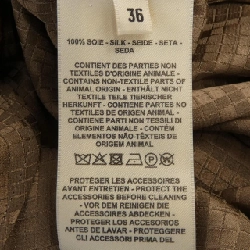 36
100% SOIE - SILK - SEIDE - SETA -
SEDA
CONTIENT DES PARTIES NON
TEXTILES D'ORIGINE ANIMALE -
CONTAINS NON-TEXTILE PARTS OF
ANIMAL ORIGIN - ENTHÄLT NICHT
TEXTILE TEILE TIERISCHER
HERKUNFT - CONTIENE PARTES NO
TEXTILES DE ORIGEN ANIMAL -
CONTIENE PARTI NON TESSILI DI
ORIGINE ANIMALE - CONTÉM
ELEMENTOS NÃO TÊXTEIS DE
ORIGEM ANIMAL
PROTÉGER LES ACCESSOIRES
AVANT ENTRETIEN - PROTECT THE
ACCESSORIES BEFORE CLEANING
- VOR DEM REINIGEN DIE
ACCESSOIRES ABDECKEN -
PROTEGER LOS ACCESORIOS
ANTES DE LAVAR - PROTEGGERE
GLI ACCESSORI PRIMA DEL